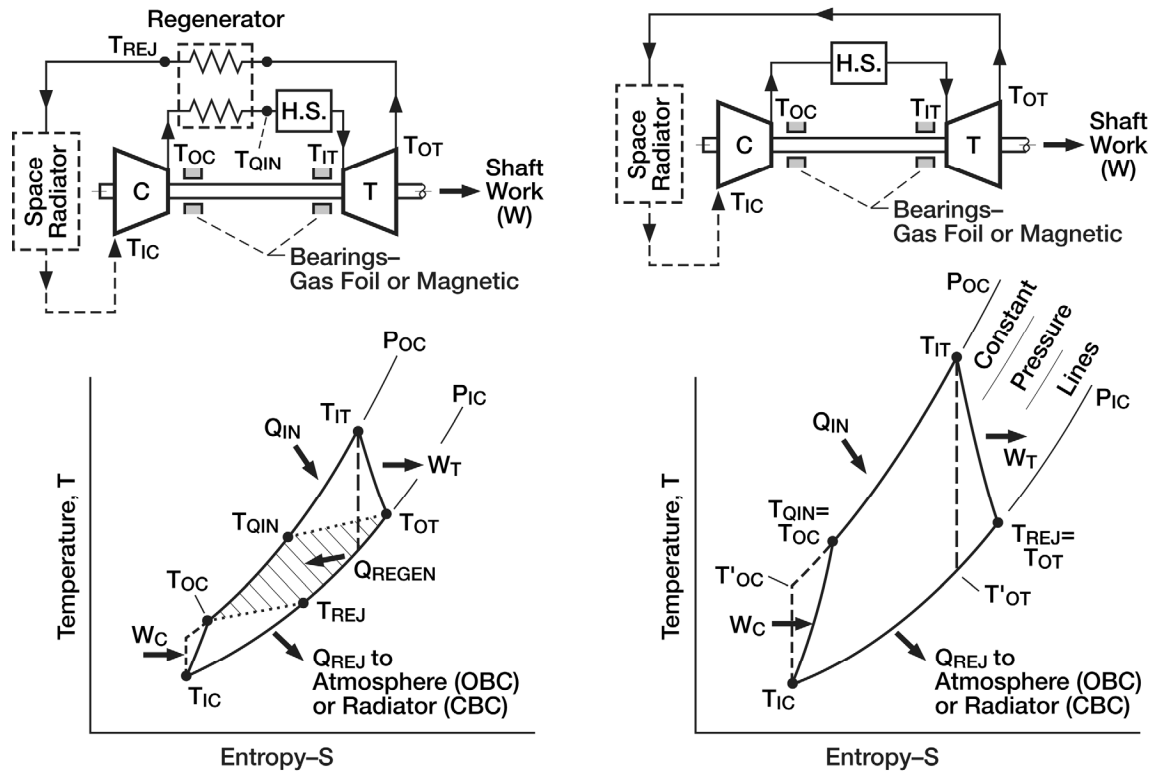 Regenerator
TREJ
H.S.
TOC
TQIN
TIT
TOT
Space
Radiator
C
T
Shaft
Work
(W)
TIC
Bearings–
Gas Foil or Magnetic
H.S.
TOC
TIT
TOT
Space
Radiator
C
T
Shaft
Work
(W)
TIC
Bearings–
Gas Foil or Magnetic
POC
PIC
TIT
QIN
WT
TQIN
TOT
QREGEN
TOC
TREJ
WC
TIC
QREJ to
Atmosphere (OBC)
or Radiator (CBC)
Temperature, T
Entropy–S
POC
Constant
Pressure
Lines
PIC
TIT
QIN
WT
TQIN=
TOC
TREJ=
TOT
T'OC
T'OT
WC
TIC
QREJ to
Atmosphere (OBC)
or Radiator (CBC)
Temperature, T
Entropy–S